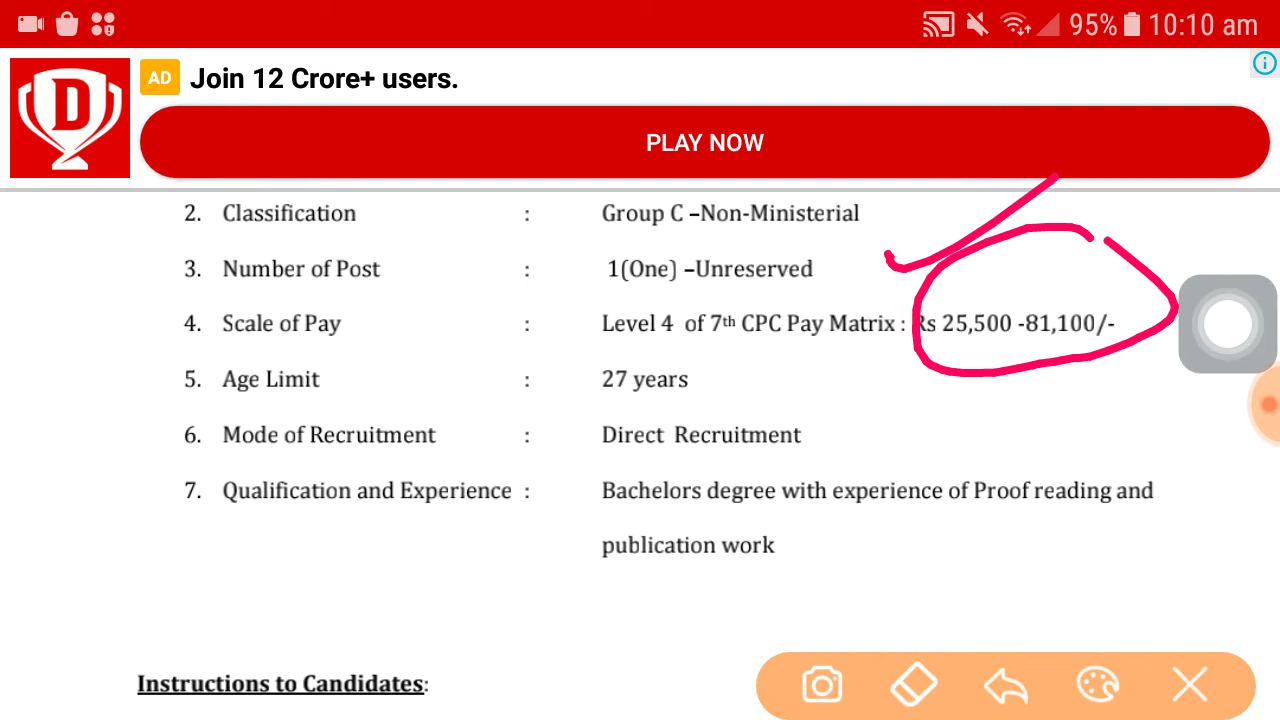 95% 10:10 am
D
AD Join 12 Crore+ users.
PLAY NOW
2. Classification : Group C –Non-Ministerial
3. Number of Post : 1(One) –Unreserved
4. Scale of Pay : Level 4 of 7th CPC Pay Matrix : Rs 25,500 -81,100/-
5. Age Limit : 27 years
6. Mode of Recruitment : Direct Recruitment
7. Qualification and Experience : Bachelors degree with experience of Proof reading and
publication work
Instructions to Candidates: